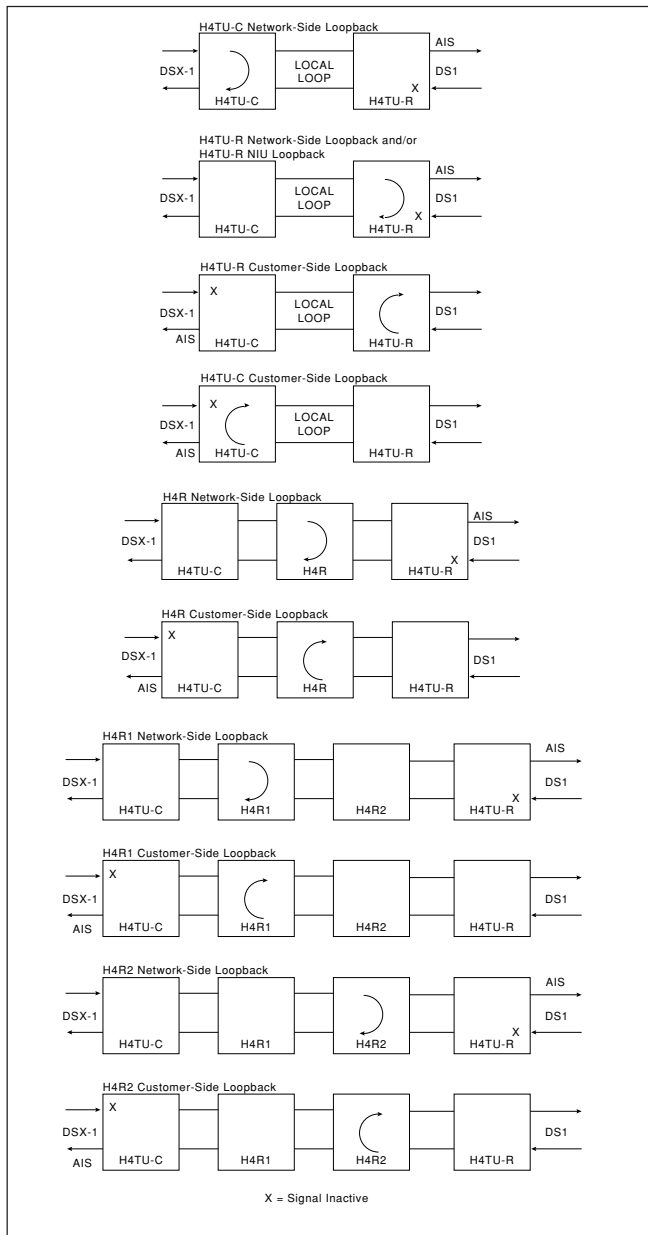 H4TU-C Network-Side Loopback
AIS
DSX-1
LOCAL
LOOP
DS1
X
H4TU-C
H4TU-R
H4TU-R Network-Side Loopback and/or
H4TU-R NIU Loopback
AIS
DSX-1
LOCAL
LOOP
DS1
X
H4TU-C
H4TU-R
H4TU-R Customer-Side Loopback
X
DSX-1
LOCAL
LOOP
DS1
AIS
H4TU-C
H4TU-R
H4TU-C Customer-Side Loopback
X
DSX-1
LOCAL
LOOP
DS1
AIS
H4TU-C
H4TU-R
H4R Network-Side Loopback
AIS
DSX-1
DS1
X
H4TU-C
H4R
H4TU-R
H4R Customer-Side Loopback
X
DSX-1
DS1
AIS
H4TU-C
H4R
H4TU-R
H4R1 Network-Side Loopback
AIS
DSX-1
DS1
X
H4TU-C
H4R1
H4R2
H4TU-R
H4R1 Customer-Side Loopback
X
DSX-1
DS1
AIS
H4TU-C
H4R1
H4R2
H4TU-R
H4R2 Network-Side Loopback
AIS
DSX-1
DS1
X
H4TU-C
H4R1
H4R2
H4TU-R
H4R2 Customer-Side Loopback
X
DSX-1
DS1
AIS
H4TU-C
H4R1
H4R2
H4TU-R
X = Signal Inactive